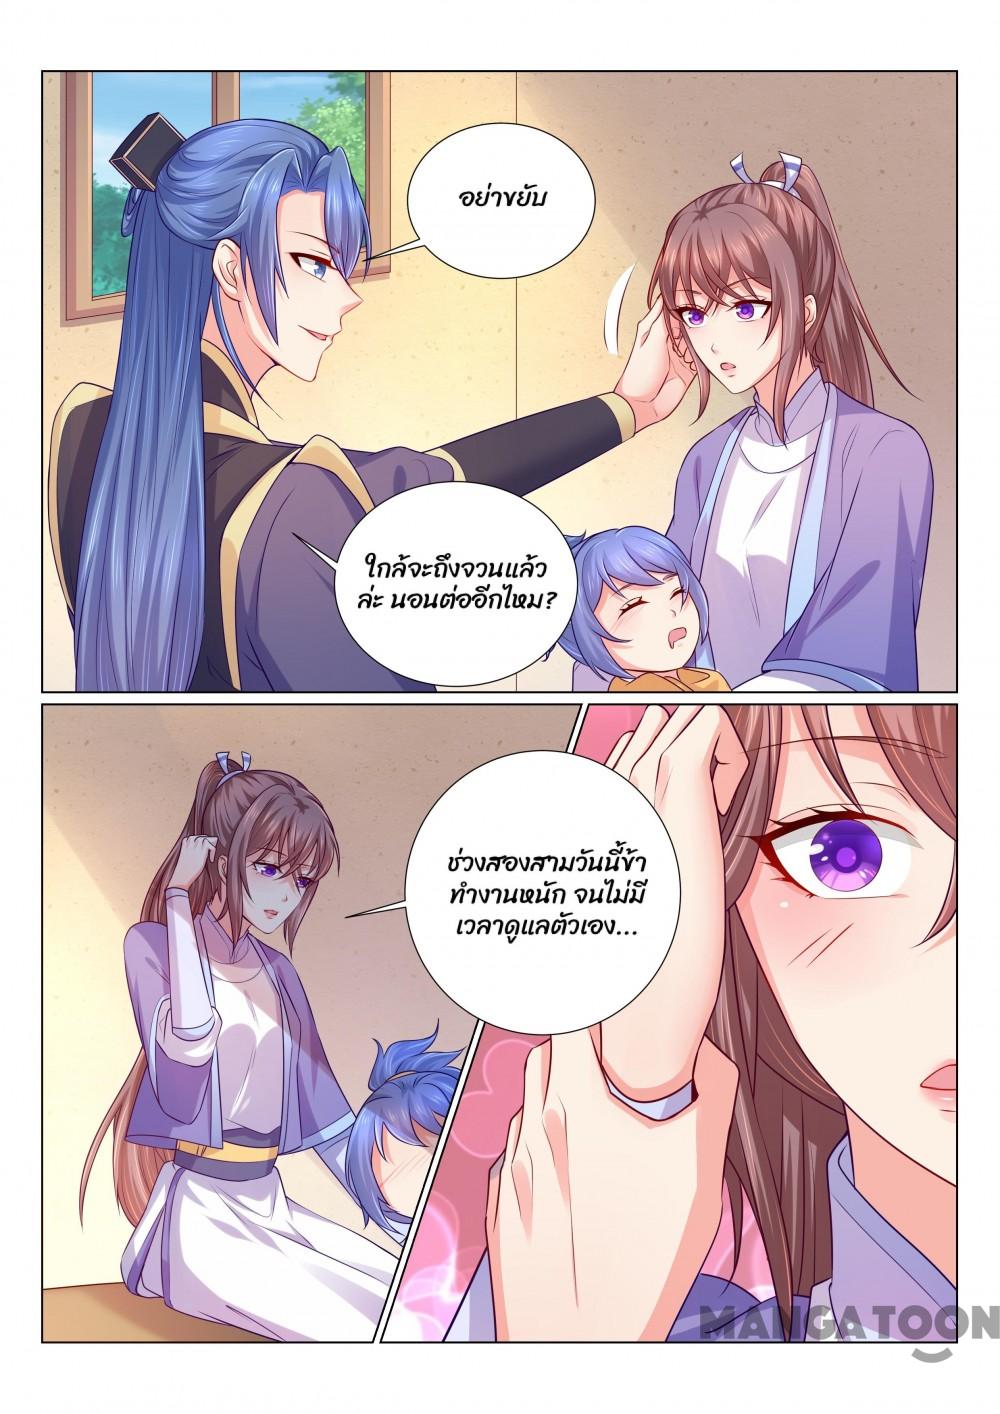 อย่าขยับ
ใกล้จะถึงจวนแล้ว
ล่ะ นอนต่ออีกไหม?
ช่วงสองสามวันนี้ข้า
ทำงานหนัก จนไม่มี
เวลาดูแลตัวเอง...
MANGATOON